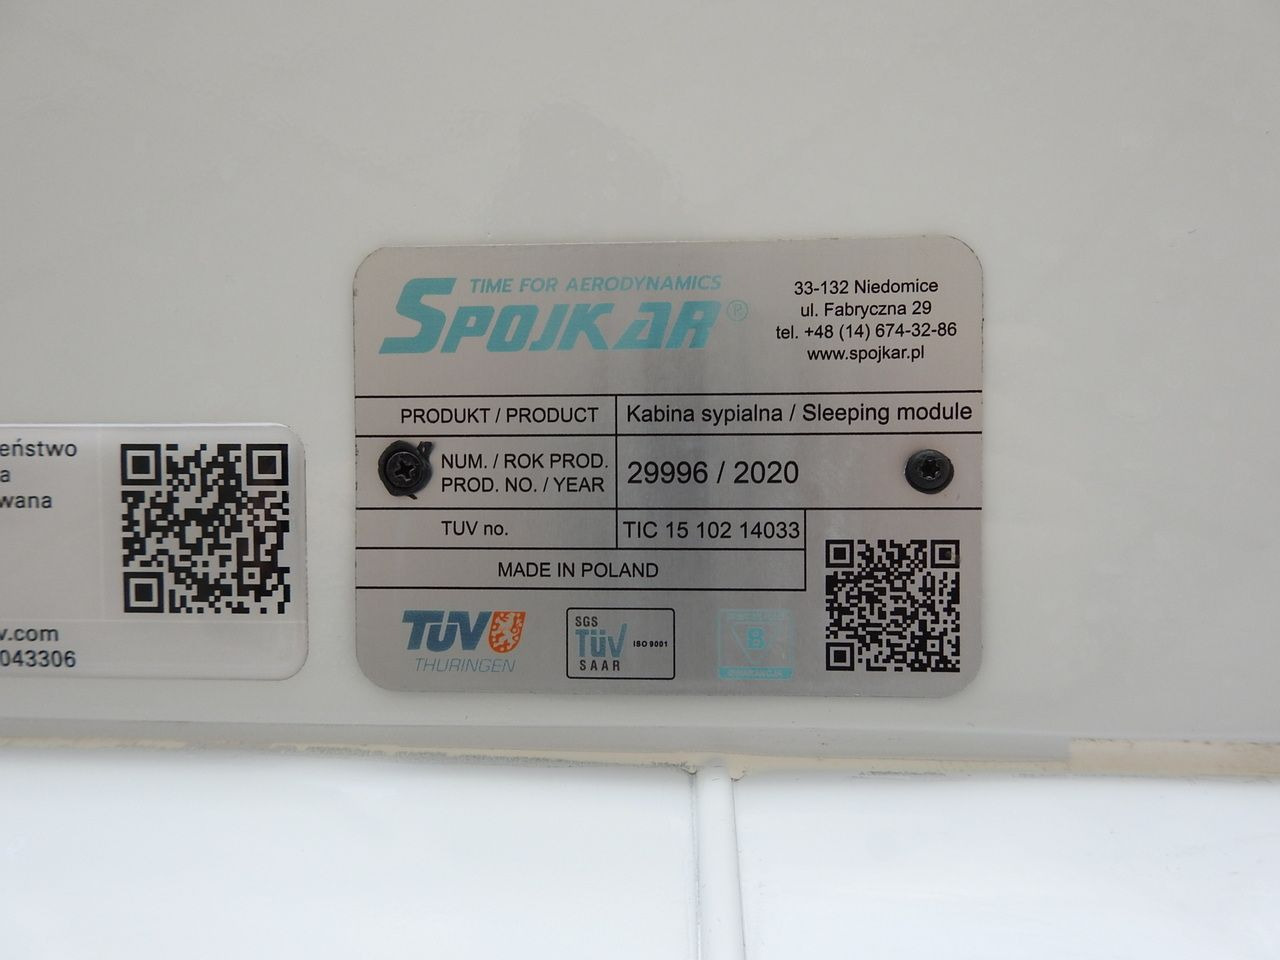 TIME FOR AERODYNAMICS
SPOJKAR®
33-132 Niedomice
ul. Fabryczna 29
tel. +48 (14) 674-32-86
www.spojkar.pl
PRODUKT / PRODUCT Kabina sypialna / Sleeping module
NUM. / ROK PROD.
PROD. NO. / YEAR
29996 / 2020
TUV no. TIC 15 102 14033
MADE IN POLAND
TÜV
THÜRINGEN
SGS
TÜV
SAAR
ISO 9001
B
eństwo
a
wana
v.com
043306